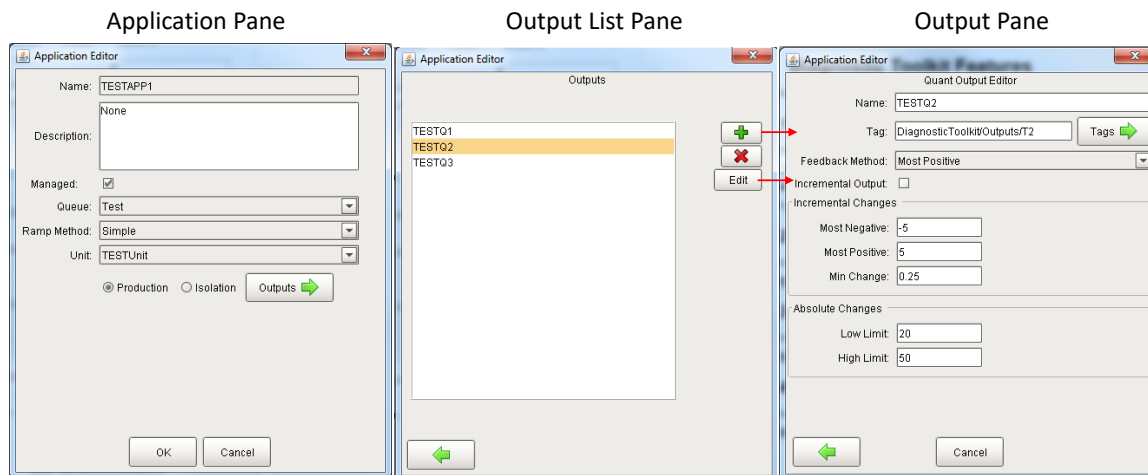 Application Pane
Output List Pane
Output Pane
Application Editor
Name: TESTAPP1
Description: None
Managed:
Queue: Test
Ramp Method: Simple
Unit: TESTUnit
Production Isolation Outputs
OK Cancel
Application Editor
Outputs
TESTQ1
TESTQ2
TESTQ3
Edit
Application Editor
Quant Output Editor
Name: TESTQ2
Tag: DiagnosticToolkit/Outputs/T2 Tags
Feedback Method: Most Positive
Incremental Output:
Incremental Changes
Most Negative: -5
Most Positive: 5
Min Change: 0.25
Absolute Changes
Low Limit: 20
High Limit: 50
Cancel